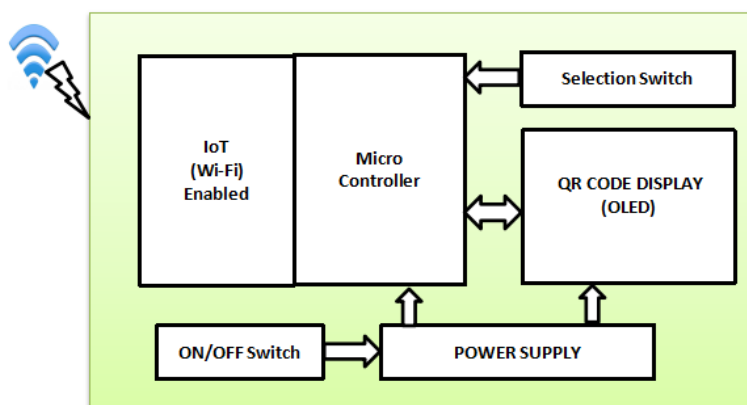 Selection Switch
IoT
(Wi-Fi)
Enabled
Micro
Controller
QR CODE DISPLAY
(OLED)
ON/OFF Switch
POWER SUPPLY